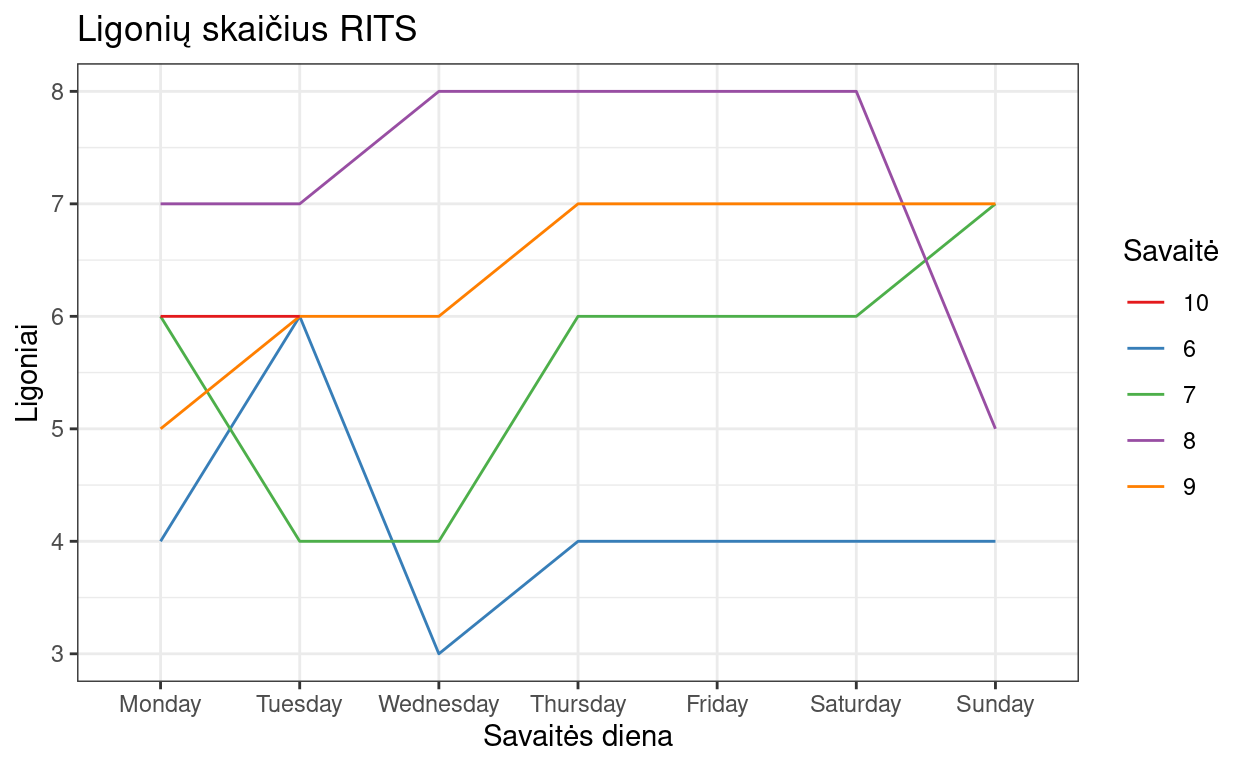 Ligonių skaičius RITS
8
7
6
5
4
3
Ligoniai
Monday Tuesday Wednesday Thursday Friday Saturday Sunday
Savaitės diena
Savaitė
10
6
7
8
9